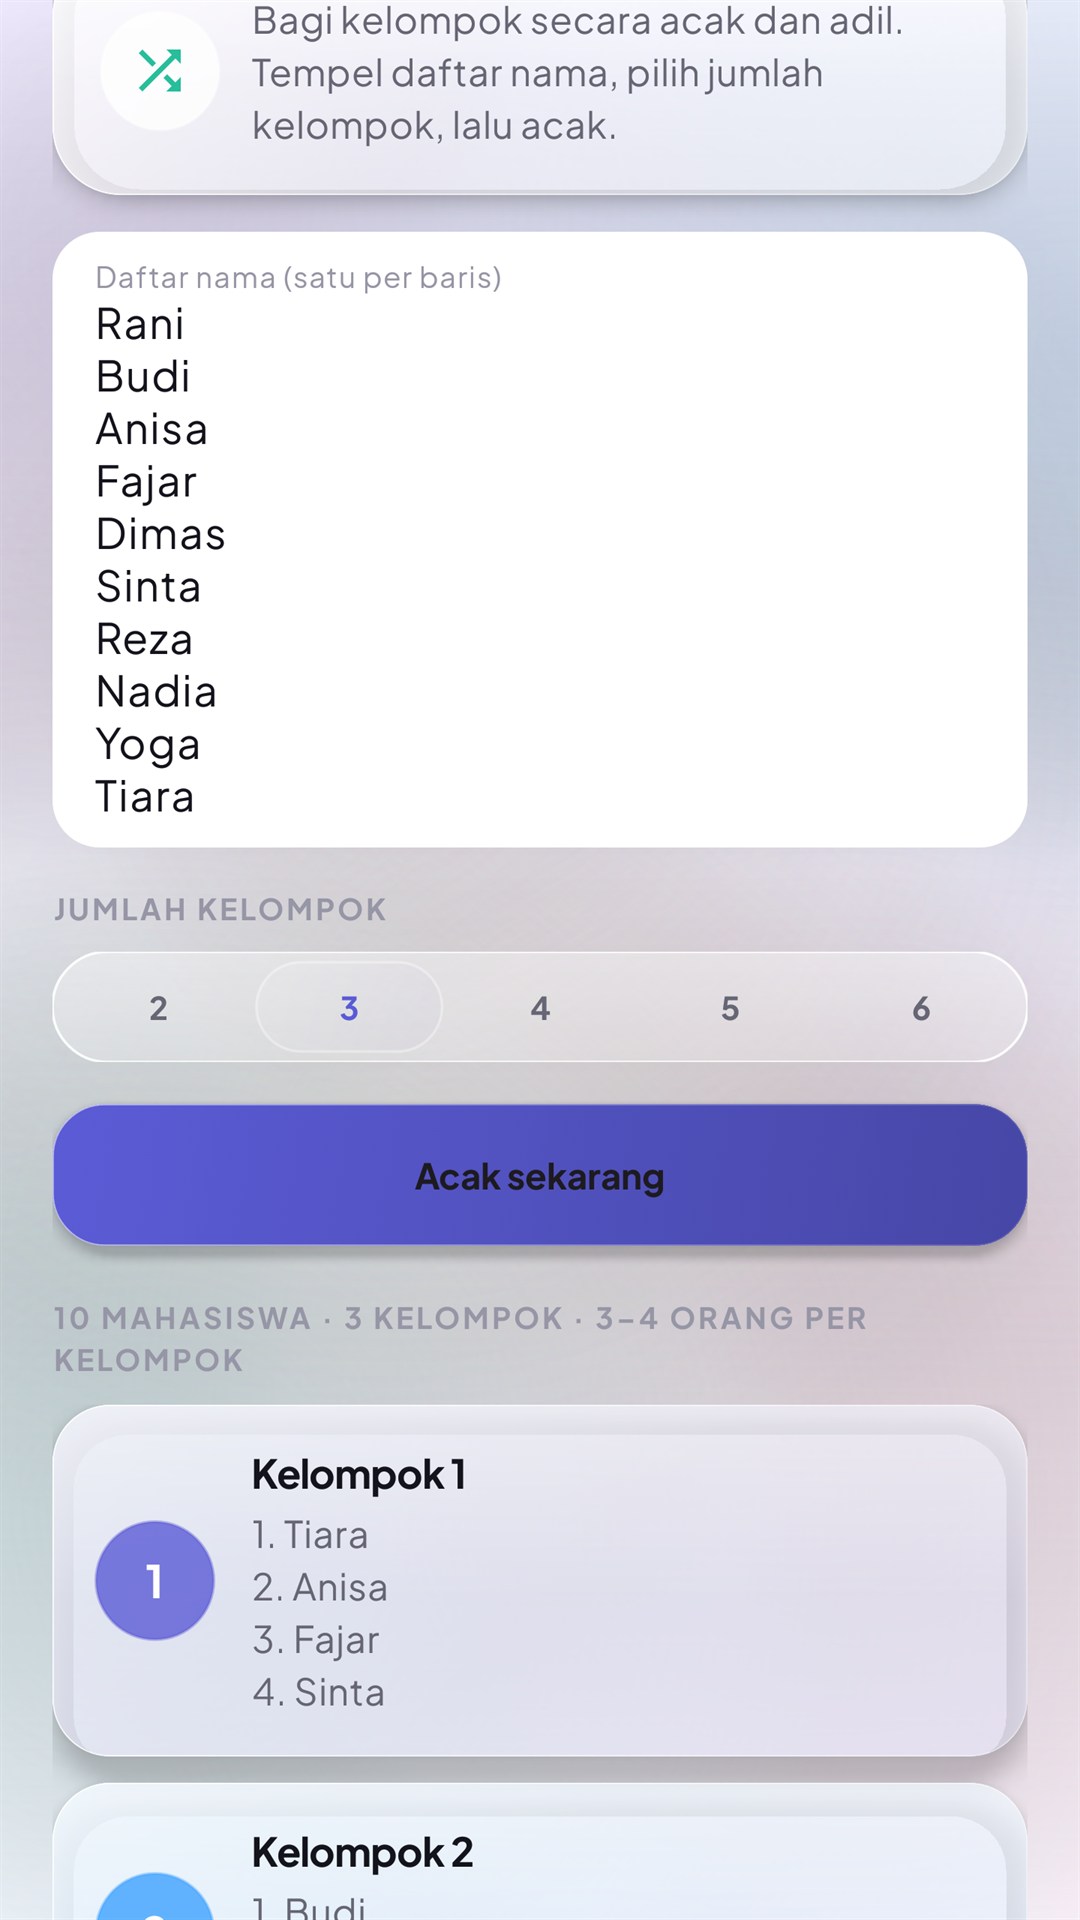 Bagi kelompok secara acak dan adil.
Tempel daftar nama, pilih jumlah
kelompok, lalu acak.
Daftar nama (satu per baris)
Rani
Budi
Anisa
Fajar
Dimas
Sinta
Reza
Nadia
Yoga
Tiara
JUMLAH KELOMPOK
2 3 4 5 6
Acak sekarang
10 MAHASISWA · 3 KELOMPOK · 3–4 ORANG PER
KELOMPOK
Kelompok 1
1
1. Tiara
2. Anisa
3. Fajar
4. Sinta
Kelompok 2
1. Budi